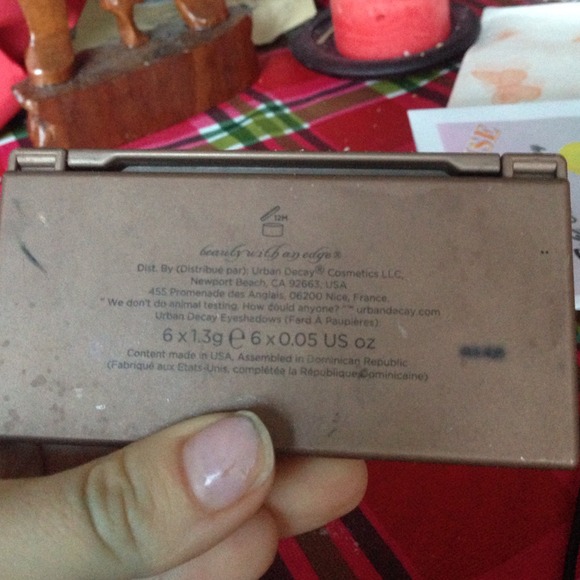 12M
beauty with an edge®
Dist. By (Distribué par): Urban Decay® Cosmetics LLC,
Newport Beach, CA 92663, USA
455 Promenade des Anglais, 06200 Nice, France.
"We don't do animal testing. How could anyone?"™ urbandecay.com
Urban Decay Eyeshadows (Fard À Paupières)
6 x 1.3g ℮ 6 x 0.05 US oz
Content made in USA, Assembled in Dominican Republic
(Fabriqué aux États-Unis, complétée la République Dominicaine)